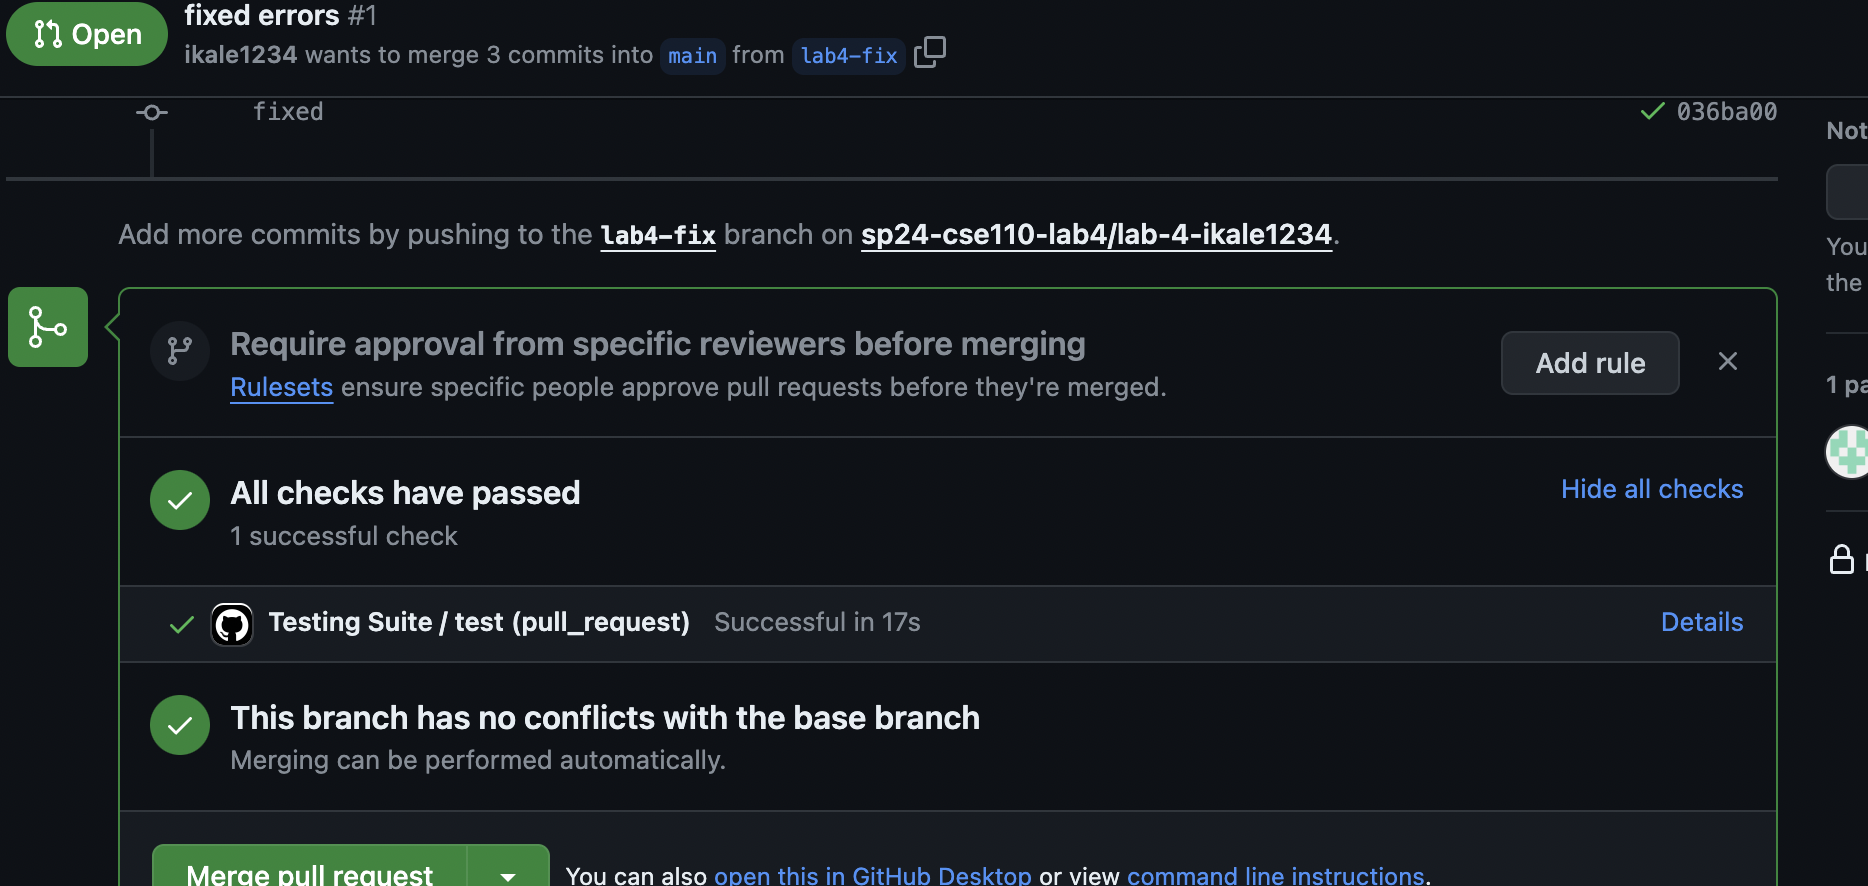 Open
fixed errors #1
ikale1234 wants to merge 3 commits into main from lab4-fix
fixed
036ba00
Not
Add more commits by pushing to the lab4-fix branch on sp24-cse110-lab4/lab-4-ikale1234.
You
the
Require approval from specific reviewers before merging
Rulesets ensure specific people approve pull requests before they're merged.
Add rule
1 pa
All checks have passed
1 successful check
Hide all checks
Testing Suite / test (pull_request) Successful in 17s
Details
This branch has no conflicts with the base branch
Merging can be performed automatically.
Merge pull request
You can also open this in GitHub Desktop or view command line instructions.